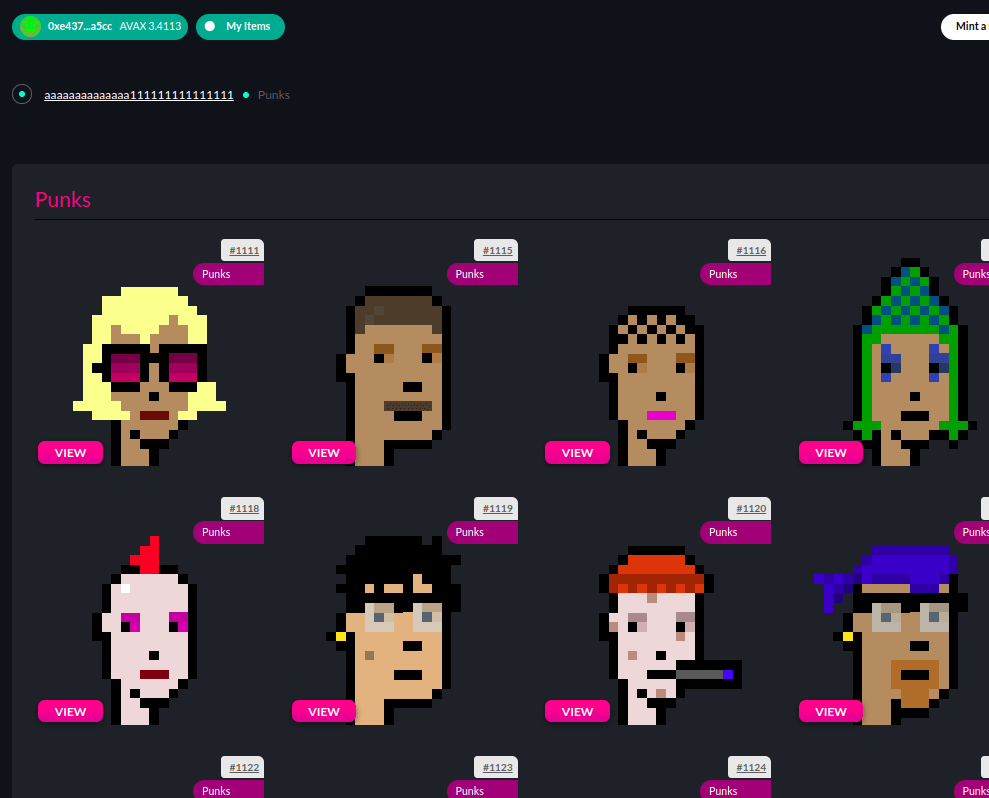 0xe437...a5cc AVAX 3.4113 My Items Mint a
aaaaaaaaaaaaaa111111111111111 Punks
Punks
#1111 #1115 #1116
Punks Punks Punks Punks
VIEW VIEW VIEW VIEW
#1118 #1119 #1120
Punks Punks Punks Punks
VIEW VIEW VIEW VIEW
#1122 #1123 #1124
Punks Punks Punks Punks